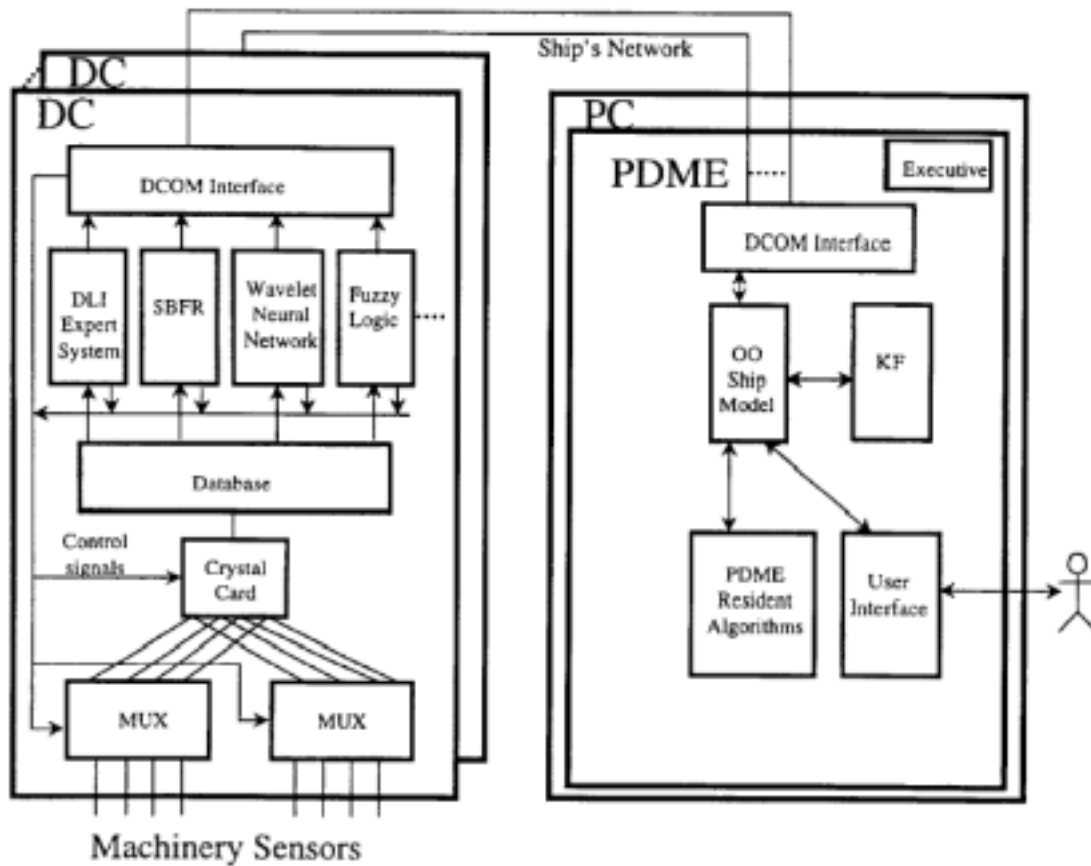 Ship's Network
DC
DC
DCOM Interface
DLI
Expert
System
SBFR
Wavelet
Neural
Network
Fuzzy
Logic
Database
Control
signals
Crystal
Card
MUX
MUX
Machinery Sensors
PC
PDME
Executive
DCOM Interface
OO
Ship
Model
KF
PDME
Resident
Algorithms
User
Interface